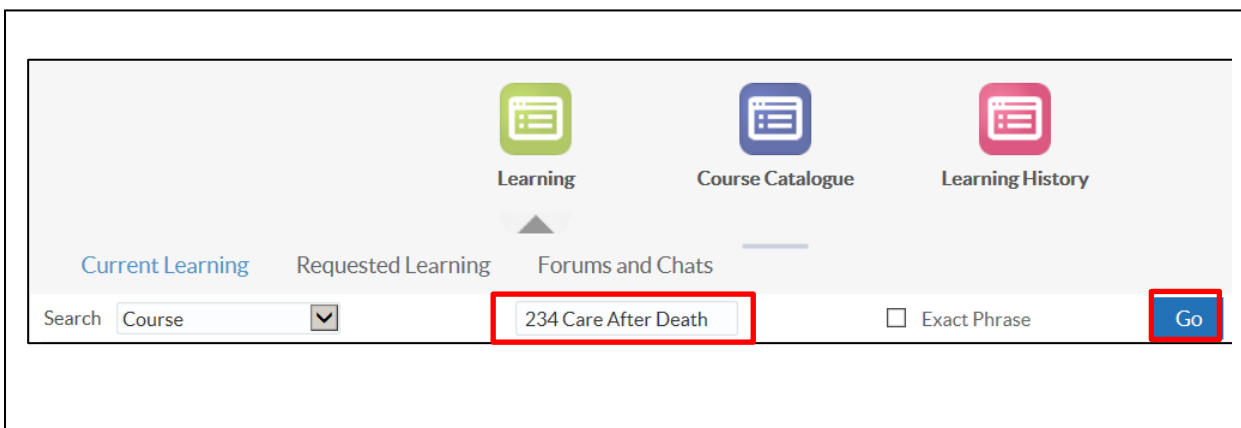 Learning Course Catalogue Learning History
Current Learning Requested Learning Forums and Chats
Search Course 234 Care After Death Exact Phrase Go